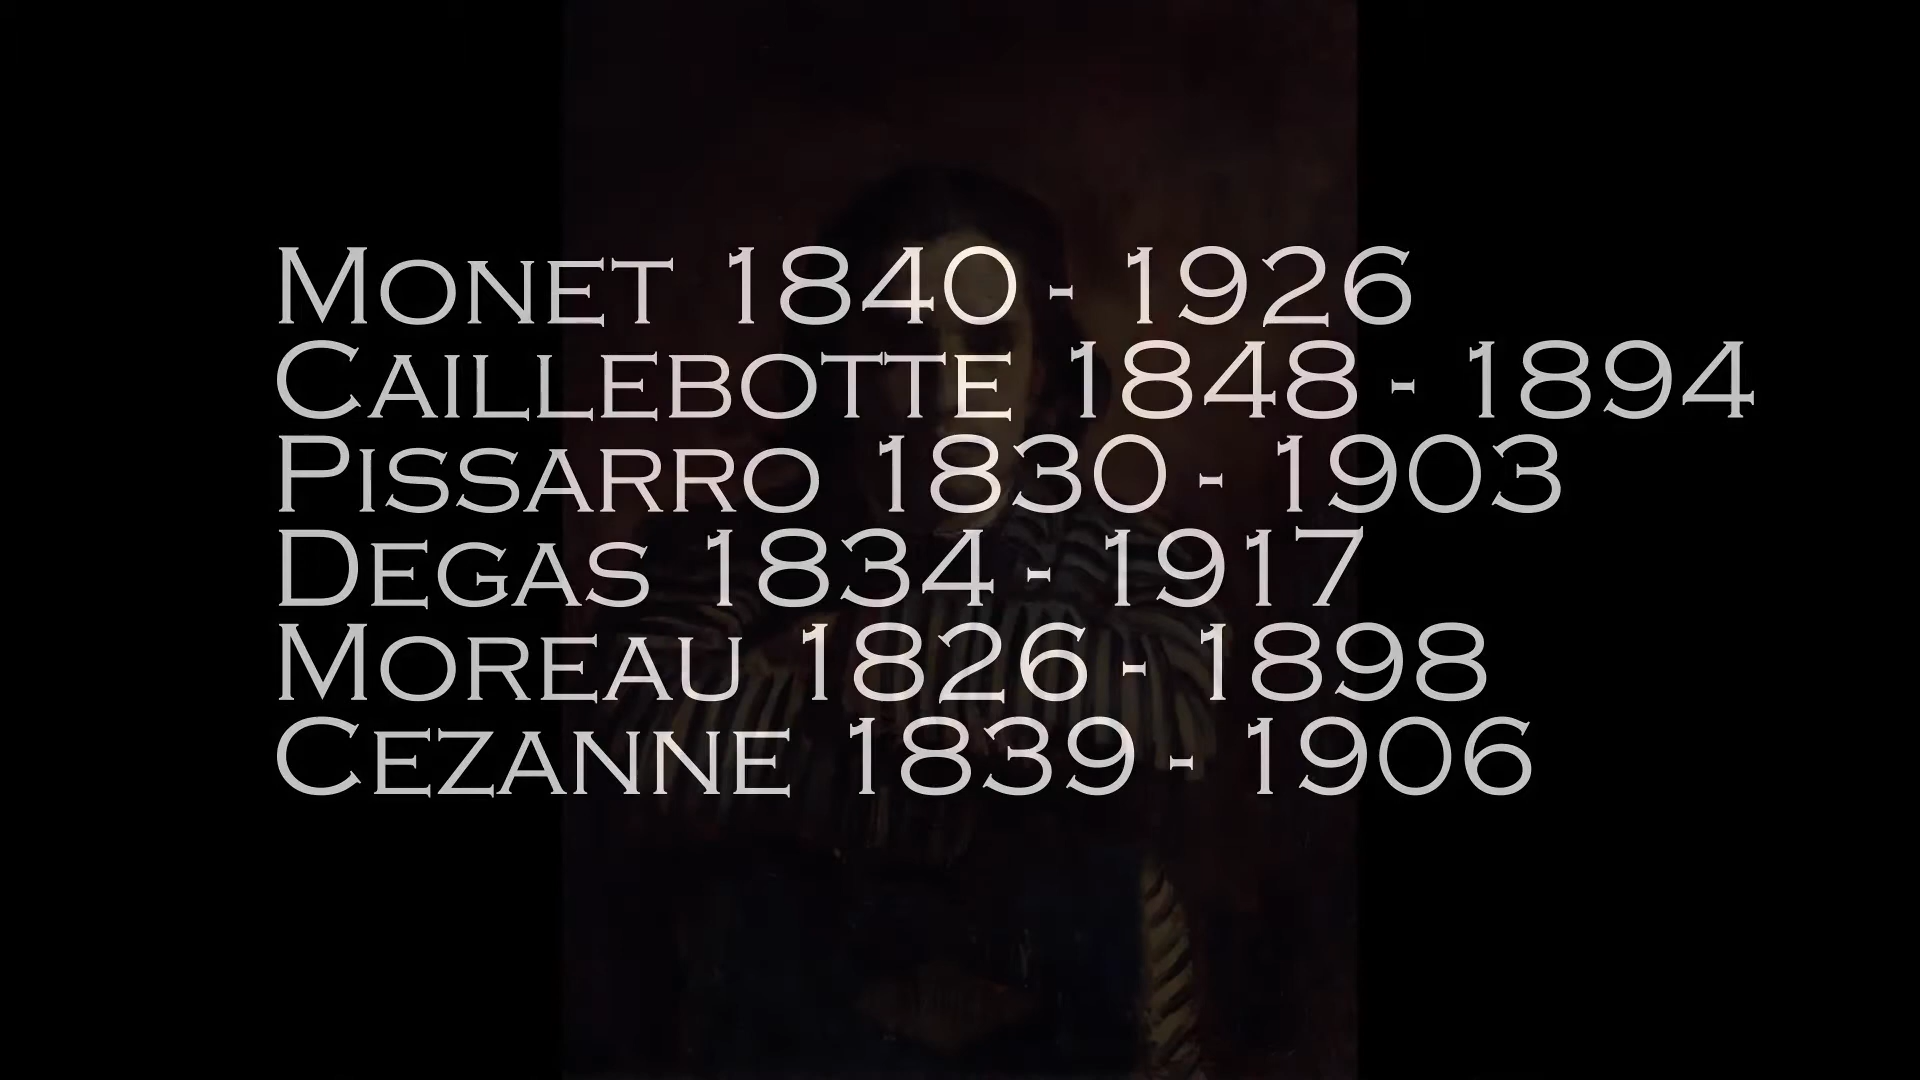 Monet 1840 - 1926
Caillebotte 1848 - 1894
Pissarro 1830 - 1903
Degas 1834 - 1917
Moreau 1826 - 1898
Cezanne 1839 - 1906